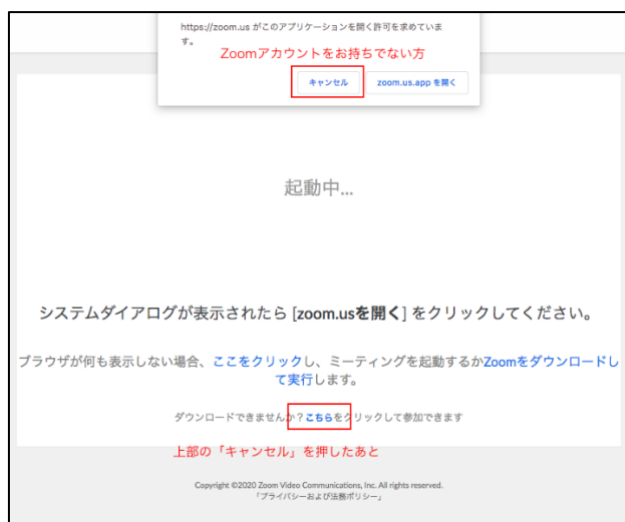 https://zoom.us がこのアプリケーションを開く許可を求めていま
す。
Zoomアカウントをお持ちでない方
キャンセル
zoom.us.app を開く
起動中...
システムダイアログが表示されたら [zoom.usを開く] をクリックしてください。
ブラウザが何も表示しない場合、ここをクリックし、ミーティングを起動するかZoomをダウンロードし
て実行します。
ダウンロードできませんか？こちらをクリックして参加できます
上部の「キャンセル」を押したあと
Copyright ©2020 Zoom Video Communications, Inc. All rights reserved.
「プライバシーおよび法務ポリシー」